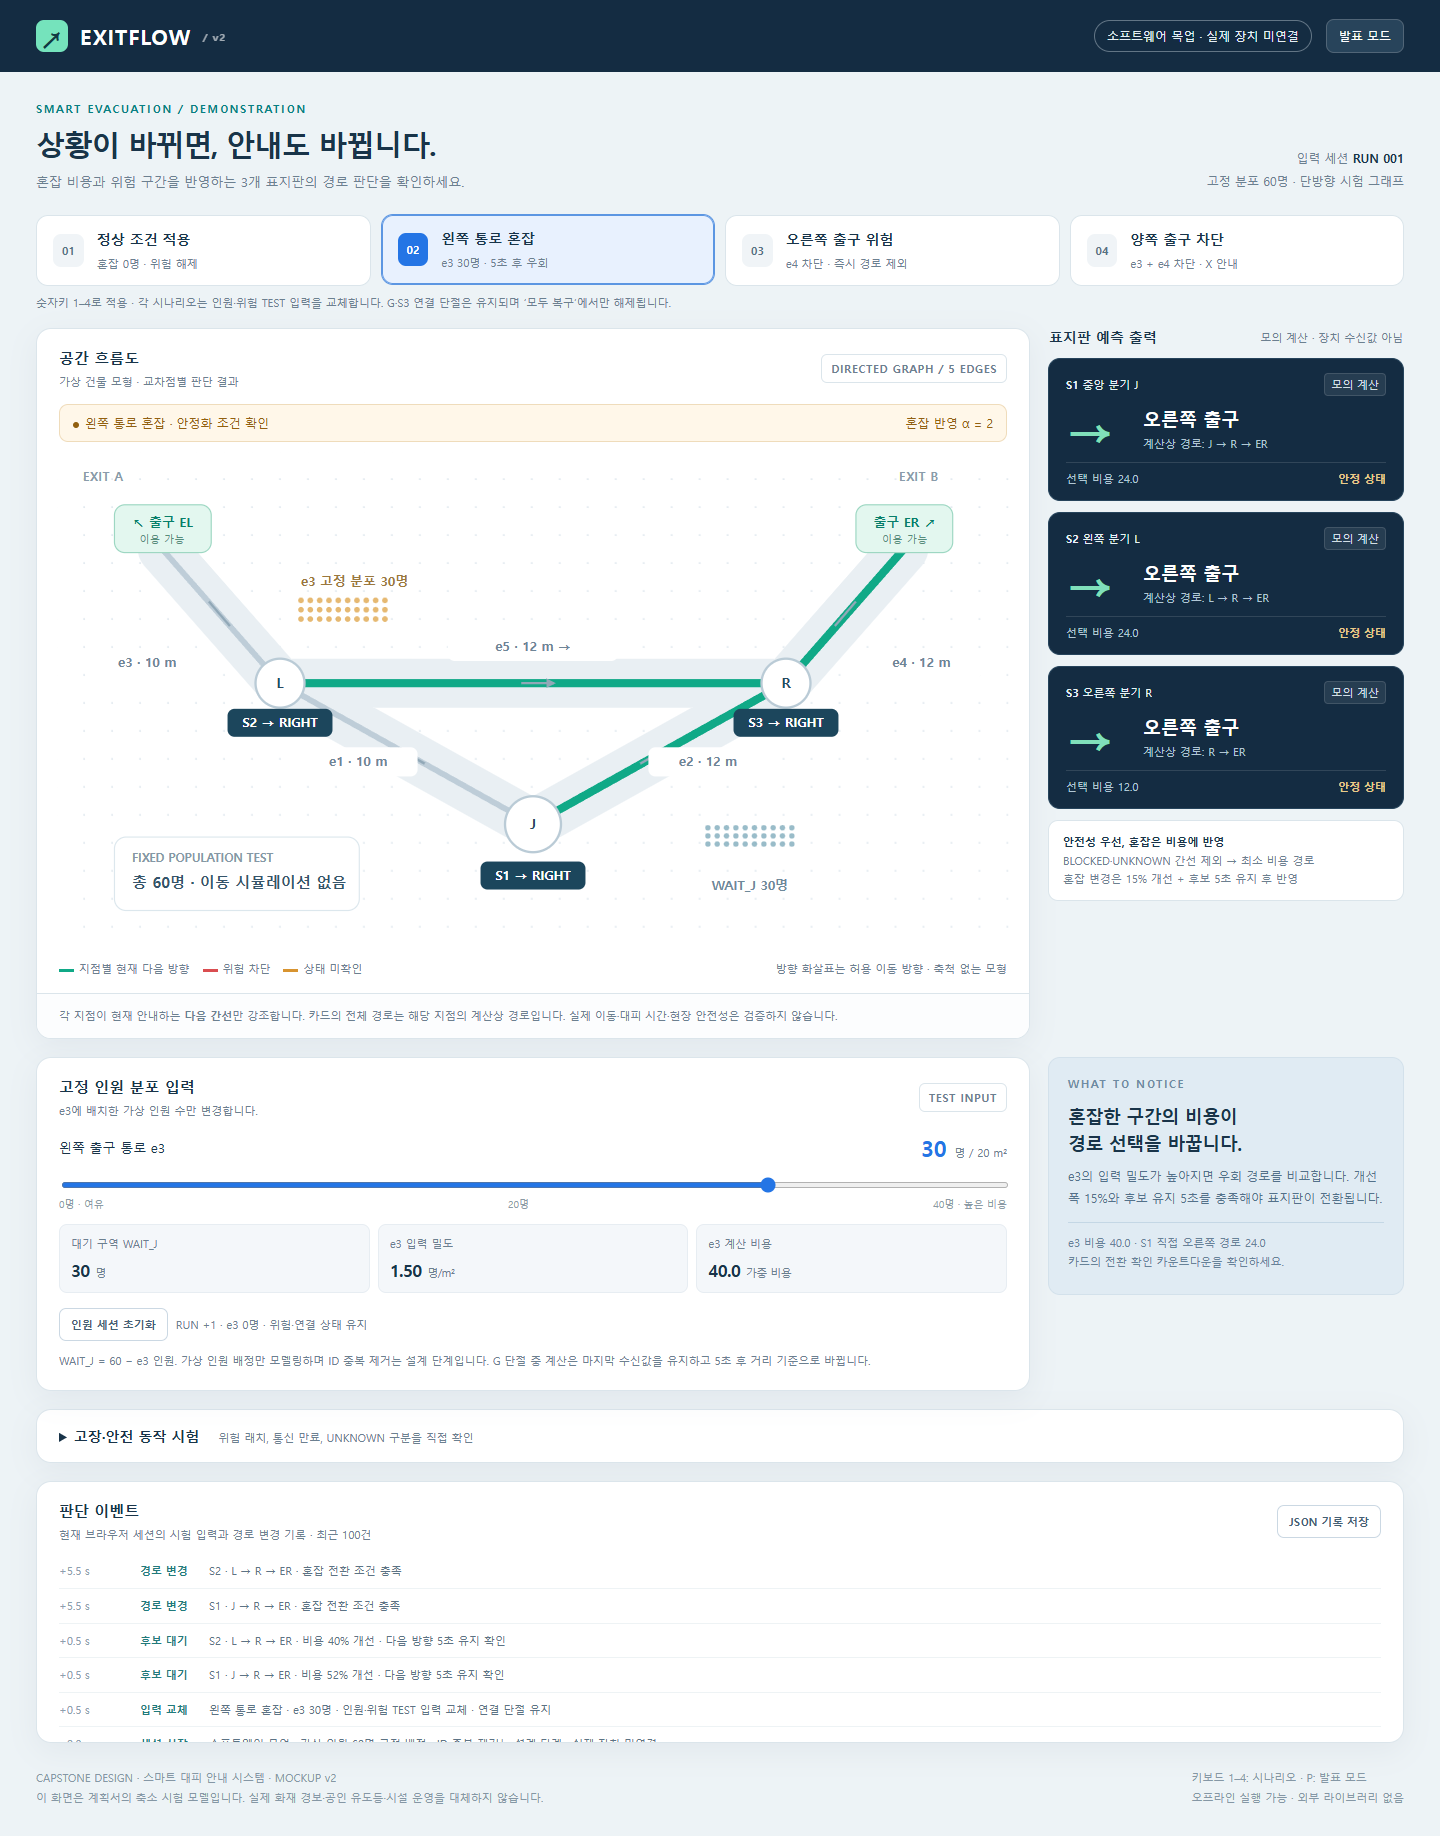 EXITFLOW / v2
소프트웨어 목업 · 실제 장치 미연결
발표 모드
SMART EVACUATION / DEMONSTRATION
상황이 바뀌면, 안내도 바뀝니다.
혼잡 비용과 위험 구간을 반영하는 3개 표지판의 경로 판단을 확인하세요.
입력 세션 RUN 001
고정 분포 60명 · 단방향 시험 그래프
01 정상 조건 적용
혼잡 0명 · 위험 해제
02 왼쪽 통로 혼잡
e3 30명 · 5초 후 우회
03 오른쪽 출구 위험
e4 차단 · 즉시 경로 제외
04 양쪽 출구 차단
e3 + e4 차단 · X 안내
숫자키 1–4로 적용 · 각 시나리오는 인원·위험 TEST 입력을 교체합니다. G·S3 연결 단절은 유지되며 '모두 복구'에서만 해제됩니다.
공간 흐름도
가상 건물 모형 · 교차점별 판단 결과
DIRECTED GRAPH / 5 EDGES
● 왼쪽 통로 혼잡 · 안정화 조건 확인
혼잡 반영 α = 2
EXIT A
EXIT B
↖ 출구 EL
이용 가능
출구 ER ↗
이용 가능
e3 고정 분포 30명
e5 · 12 m →
e3 · 10 m
e4 · 12 m
L
R
S2 → RIGHT
S3 → RIGHT
e1 · 10 m
e2 · 12 m
J
S1 → RIGHT
WAIT_J 30명
FIXED POPULATION TEST
총 60명 · 이동 시뮬레이션 없음
지점별 현재 다음 방향
위험 차단
상태 미확인
방향 화살표는 허용 이동 방향 · 축척 없는 모형
각 지점이 현재 안내하는 다음 간선만 강조합니다. 카드의 전체 경로는 해당 지점의 계산상 경로입니다. 실제 이동·대피 시간·현장 안전성은 검증하지 않습니다.
표지판 예측 출력
모의 계산 · 장치 수신값 아님
S1 중앙 분기 J
모의 계산
→ 오른쪽 출구
계산상 경로: J → R → ER
선택 비용 24.0
안정 상태
S2 왼쪽 분기 L
모의 계산
→ 오른쪽 출구
계산상 경로: L → R → ER
선택 비용 24.0
안정 상태
S3 오른쪽 분기 R
모의 계산
→ 오른쪽 출구
계산상 경로: R → ER
선택 비용 12.0
안정 상태
안전성 우선, 혼잡은 비용에 반영
BLOCKED·UNKNOWN 간선 제외 → 최소 비용 경로
혼잡 변경은 15% 개선 + 후보 5초 유지 후 반영
고정 인원 분포 입력
e3에 배치한 가상 인원 수만 변경합니다.
TEST INPUT
왼쪽 출구 통로 e3
30 명 / 20 m²
0명 · 여유
20명
40명 · 높은 비용
대기 구역 WAIT_J
30 명
e3 입력 밀도
1.50 명/m²
e3 계산 비용
40.0 가중 비용
인원 세션 초기화
RUN +1 · e3 0명 · 위험·연결 상태 유지
WAIT_J = 60 − e3 인원. 가상 인원 배정만 모델링하며 ID 중복 제거는 설계 단계입니다. G 단절 중 계산은 마지막 수신값을 유지하고 5초 후 거리 기준으로 바뀝니다.
WHAT TO NOTICE
혼잡한 구간의 비용이
경로 선택을 바꿉니다.
e3의 입력 밀도가 높아지면 우회 경로를 비교합니다. 개선
폭 15%와 후보 유지 5초를 충족해야 표지판이 전환됩니다.
e3 비용 40.0 · S1 직접 오른쪽 경로 24.0
카드의 전환 확인 카운트다운을 확인하세요.
▶ 고장·안전 동작 시험
위험 래치, 통신 만료, UNKNOWN 구분을 직접 확인
판단 이벤트
현재 브라우저 세션의 시험 입력과 경로 변경 기록 · 최근 100건
JSON 기록 저장
+5.5 s 경로 변경 S2 · L → R → ER · 혼잡 전환 조건 충족
+5.5 s 경로 변경 S1 · J → R → ER · 혼잡 전환 조건 충족
+0.5 s 후보 대기 S2 · L → R → ER · 비용 40% 개선 · 다음 방향 5초 유지 확인
+0.5 s 후보 대기 S1 · J → R → ER · 비용 52% 개선 · 다음 방향 5초 유지 확인
+0.5 s 입력 교체 왼쪽 통로 혼잡 · e3 30명 · 인원·위험 TEST 입력 교체 · 연결 단절 유지
CAPSTONE DESIGN · 스마트 대피 안내 시스템 · MOCKUP v2
이 화면은 계획서의 축소 시험 모델입니다. 실제 화재 경보·공인 유도등·시설 운영을 대체하지 않습니다.
키보드 1–4: 시나리오 · P: 발표 모드
오프라인 실행 가능 · 외부 라이브러리 없음